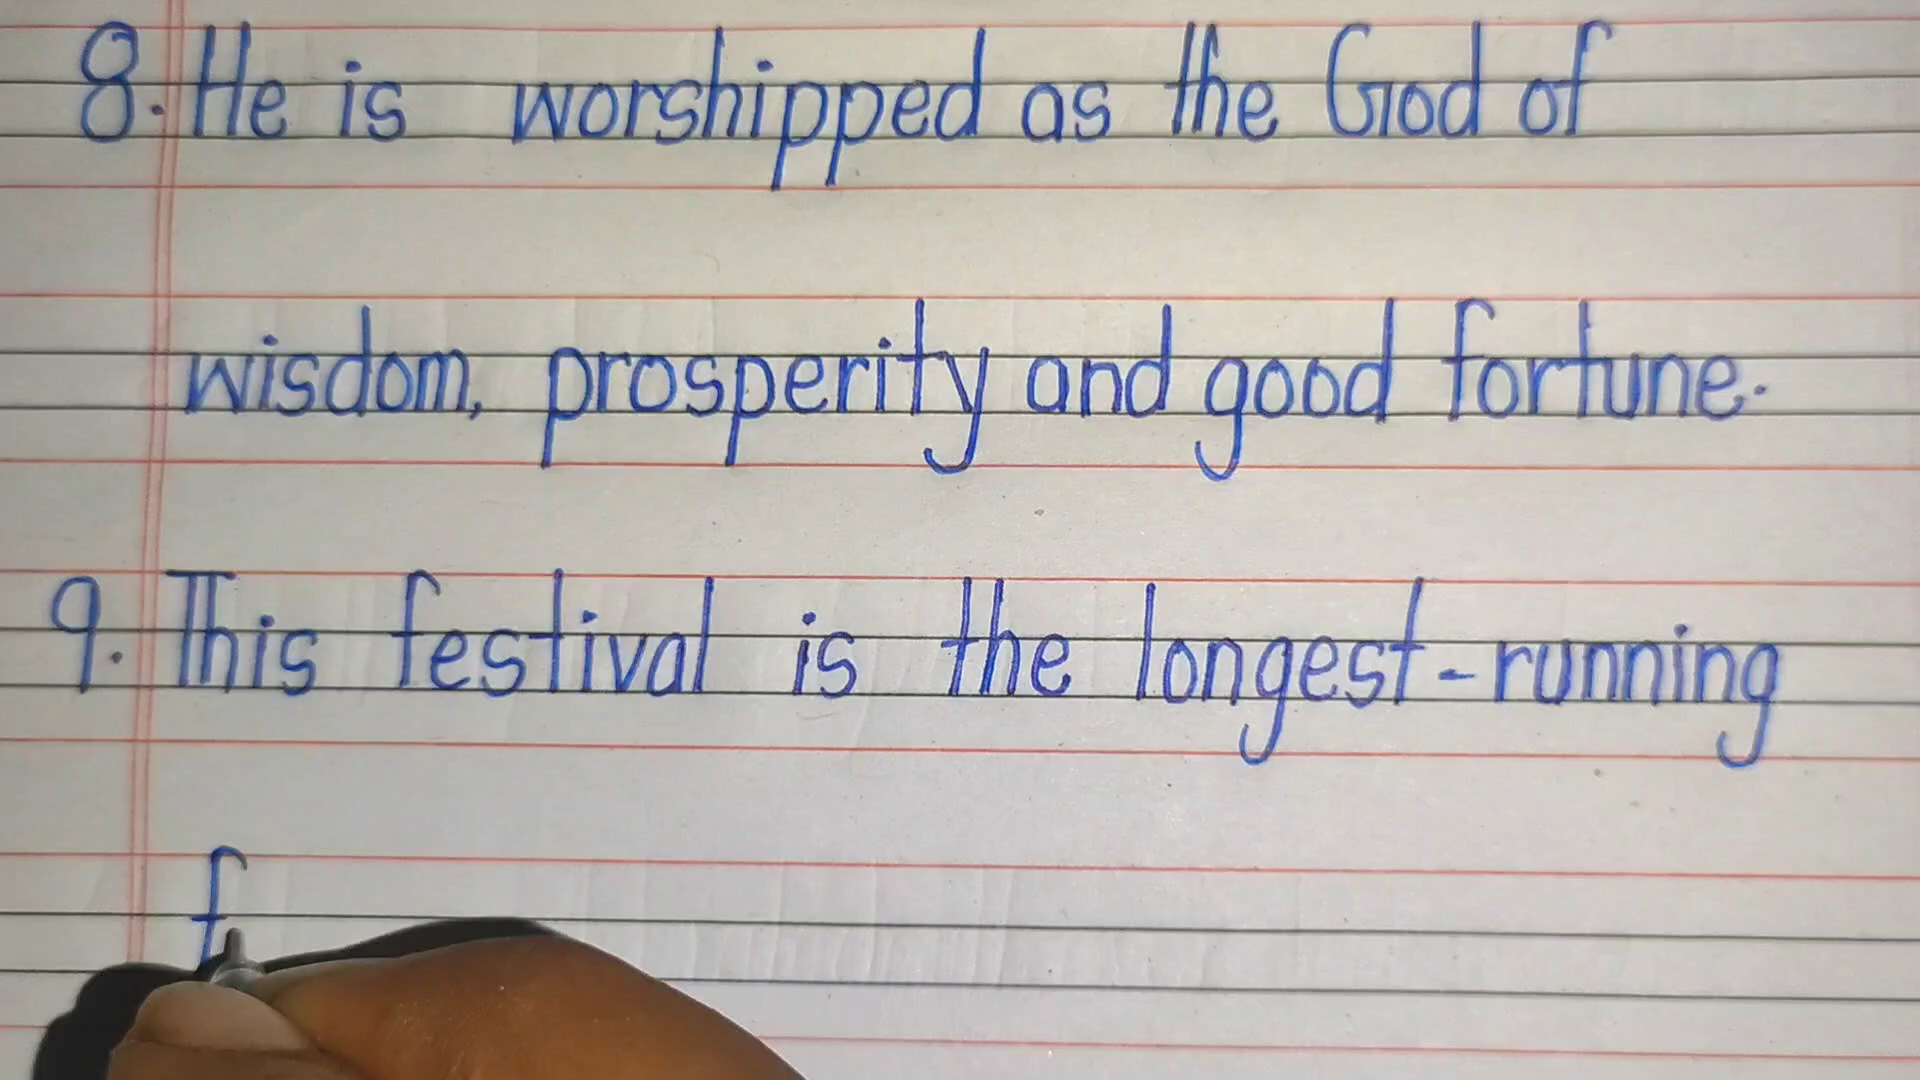 8. He is worshipped as the God of
wisdom, prosperity and good fortune.
9. This festival is the longest-running
f